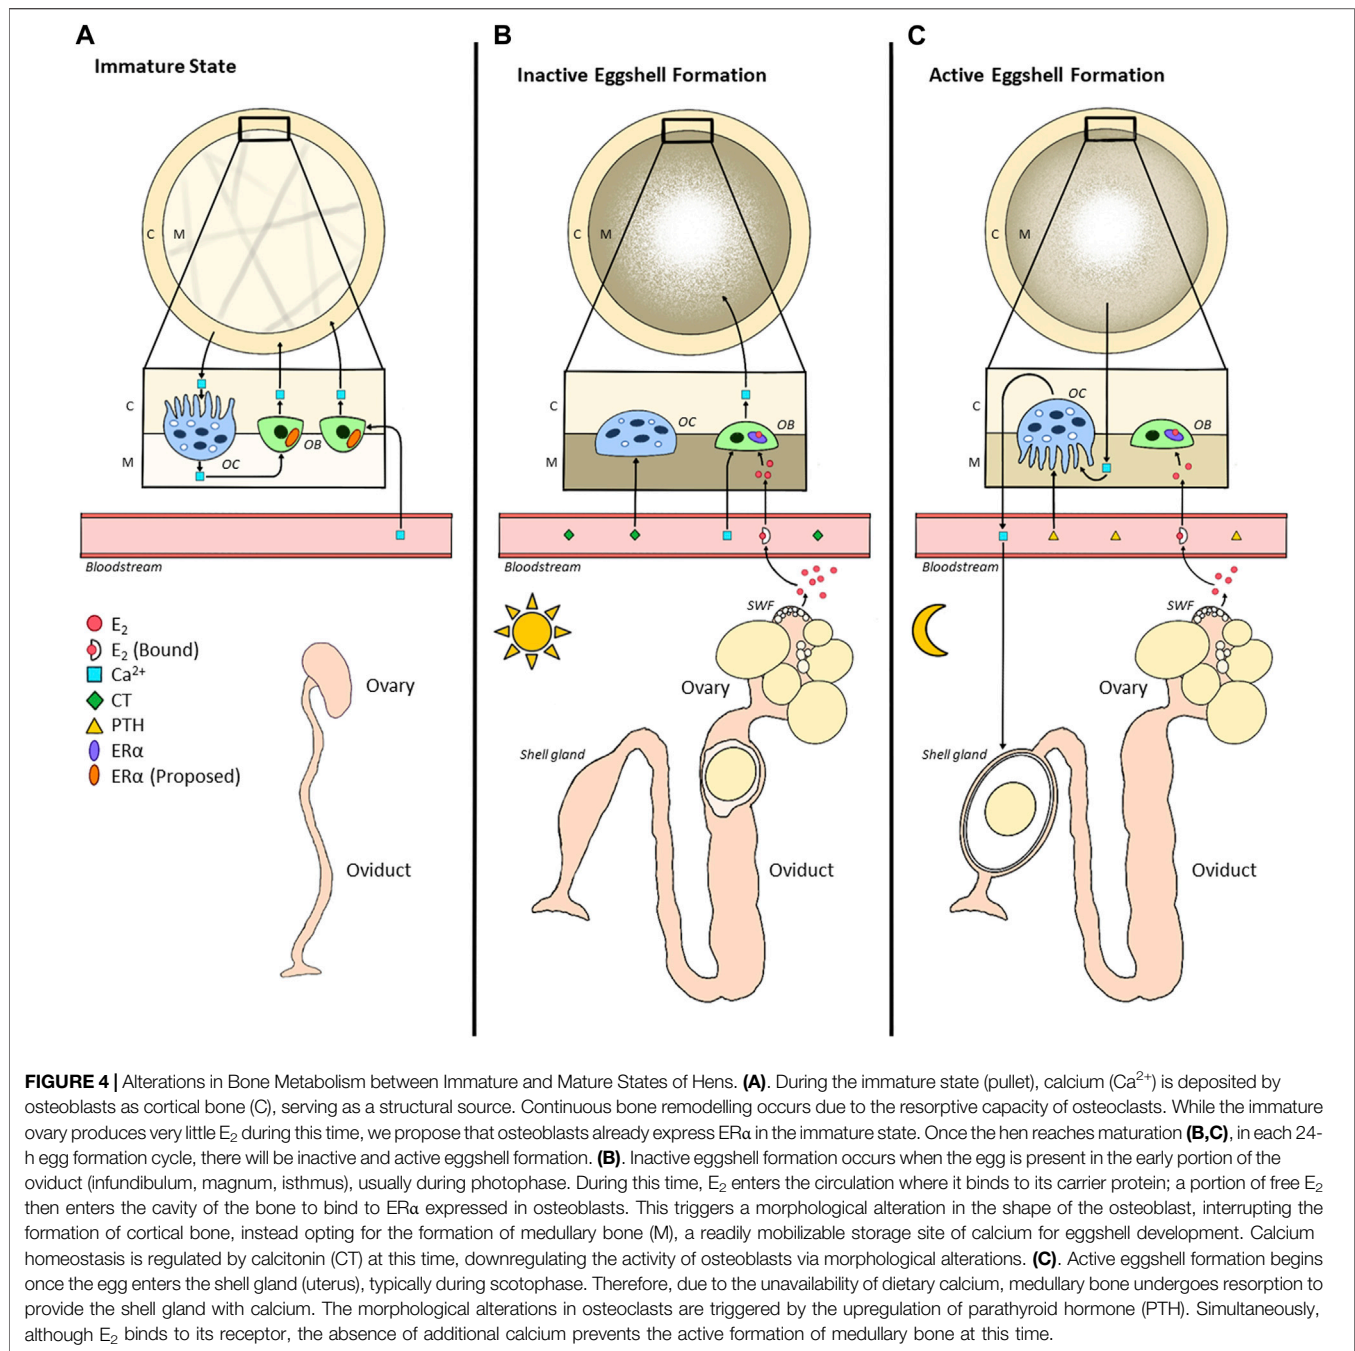 A
Immature State
C M
C
M
OC
OB
Bloodstream
E₂
E₂ (Bound)
Ca²⁺
CT
PTH
ERα
ERα (Proposed)
Ovary
Oviduct
B
Inactive Eggshell Formation
C M
C
M
OC
OB
Bloodstream
SWF
Ovary
Shell gland
Oviduct
C
Active Eggshell Formation
C M
C
M
OC
OB
Bloodstream
SWF
Ovary
Shell gland
Oviduct
FIGURE 4 | Alterations in Bone Metabolism between Immature and Mature States of Hens. (A). During the immature state (pullet), calcium (Ca²⁺) is deposited by
osteoblasts as cortical bone (C), serving as a structural source. Continuous bone remodelling occurs due to the resorptive capacity of osteoclasts. While the immature
ovary produces very little E₂ during this time, we propose that osteoblasts already express ERα in the immature state. Once the hen reaches maturation (B,C), in each 24-
h egg formation cycle, there will be inactive and active eggshell formation. (B). Inactive eggshell formation occurs when the egg is present in the early portion of the
oviduct (infundibulum, magnum, isthmus), usually during photophase. During this time, E₂ enters the circulation where it binds to its carrier protein; a portion of free E₂
then enters the cavity of the bone to bind to ERα expressed in osteoblasts. This triggers a morphological alteration in the shape of the osteoblast, interrupting the
formation of cortical bone, instead opting for the formation of medullary bone (M), a readily mobilizable storage site of calcium for eggshell development. Calcium
homeostasis is regulated by calcitonin (CT) at this time, downregulating the activity of osteoblasts via morphological alterations. (C). Active eggshell formation begins
once the egg enters the shell gland (uterus), typically during scotophase. Therefore, due to the unavailability of dietary calcium, medullary bone undergoes resorption to
provide the shell gland with calcium. The morphological alterations in osteoclasts are triggered by the upregulation of parathyroid hormone (PTH). Simultaneously,
although E₂ binds to its receptor, the absence of additional calcium prevents the active formation of medullary bone at this time.